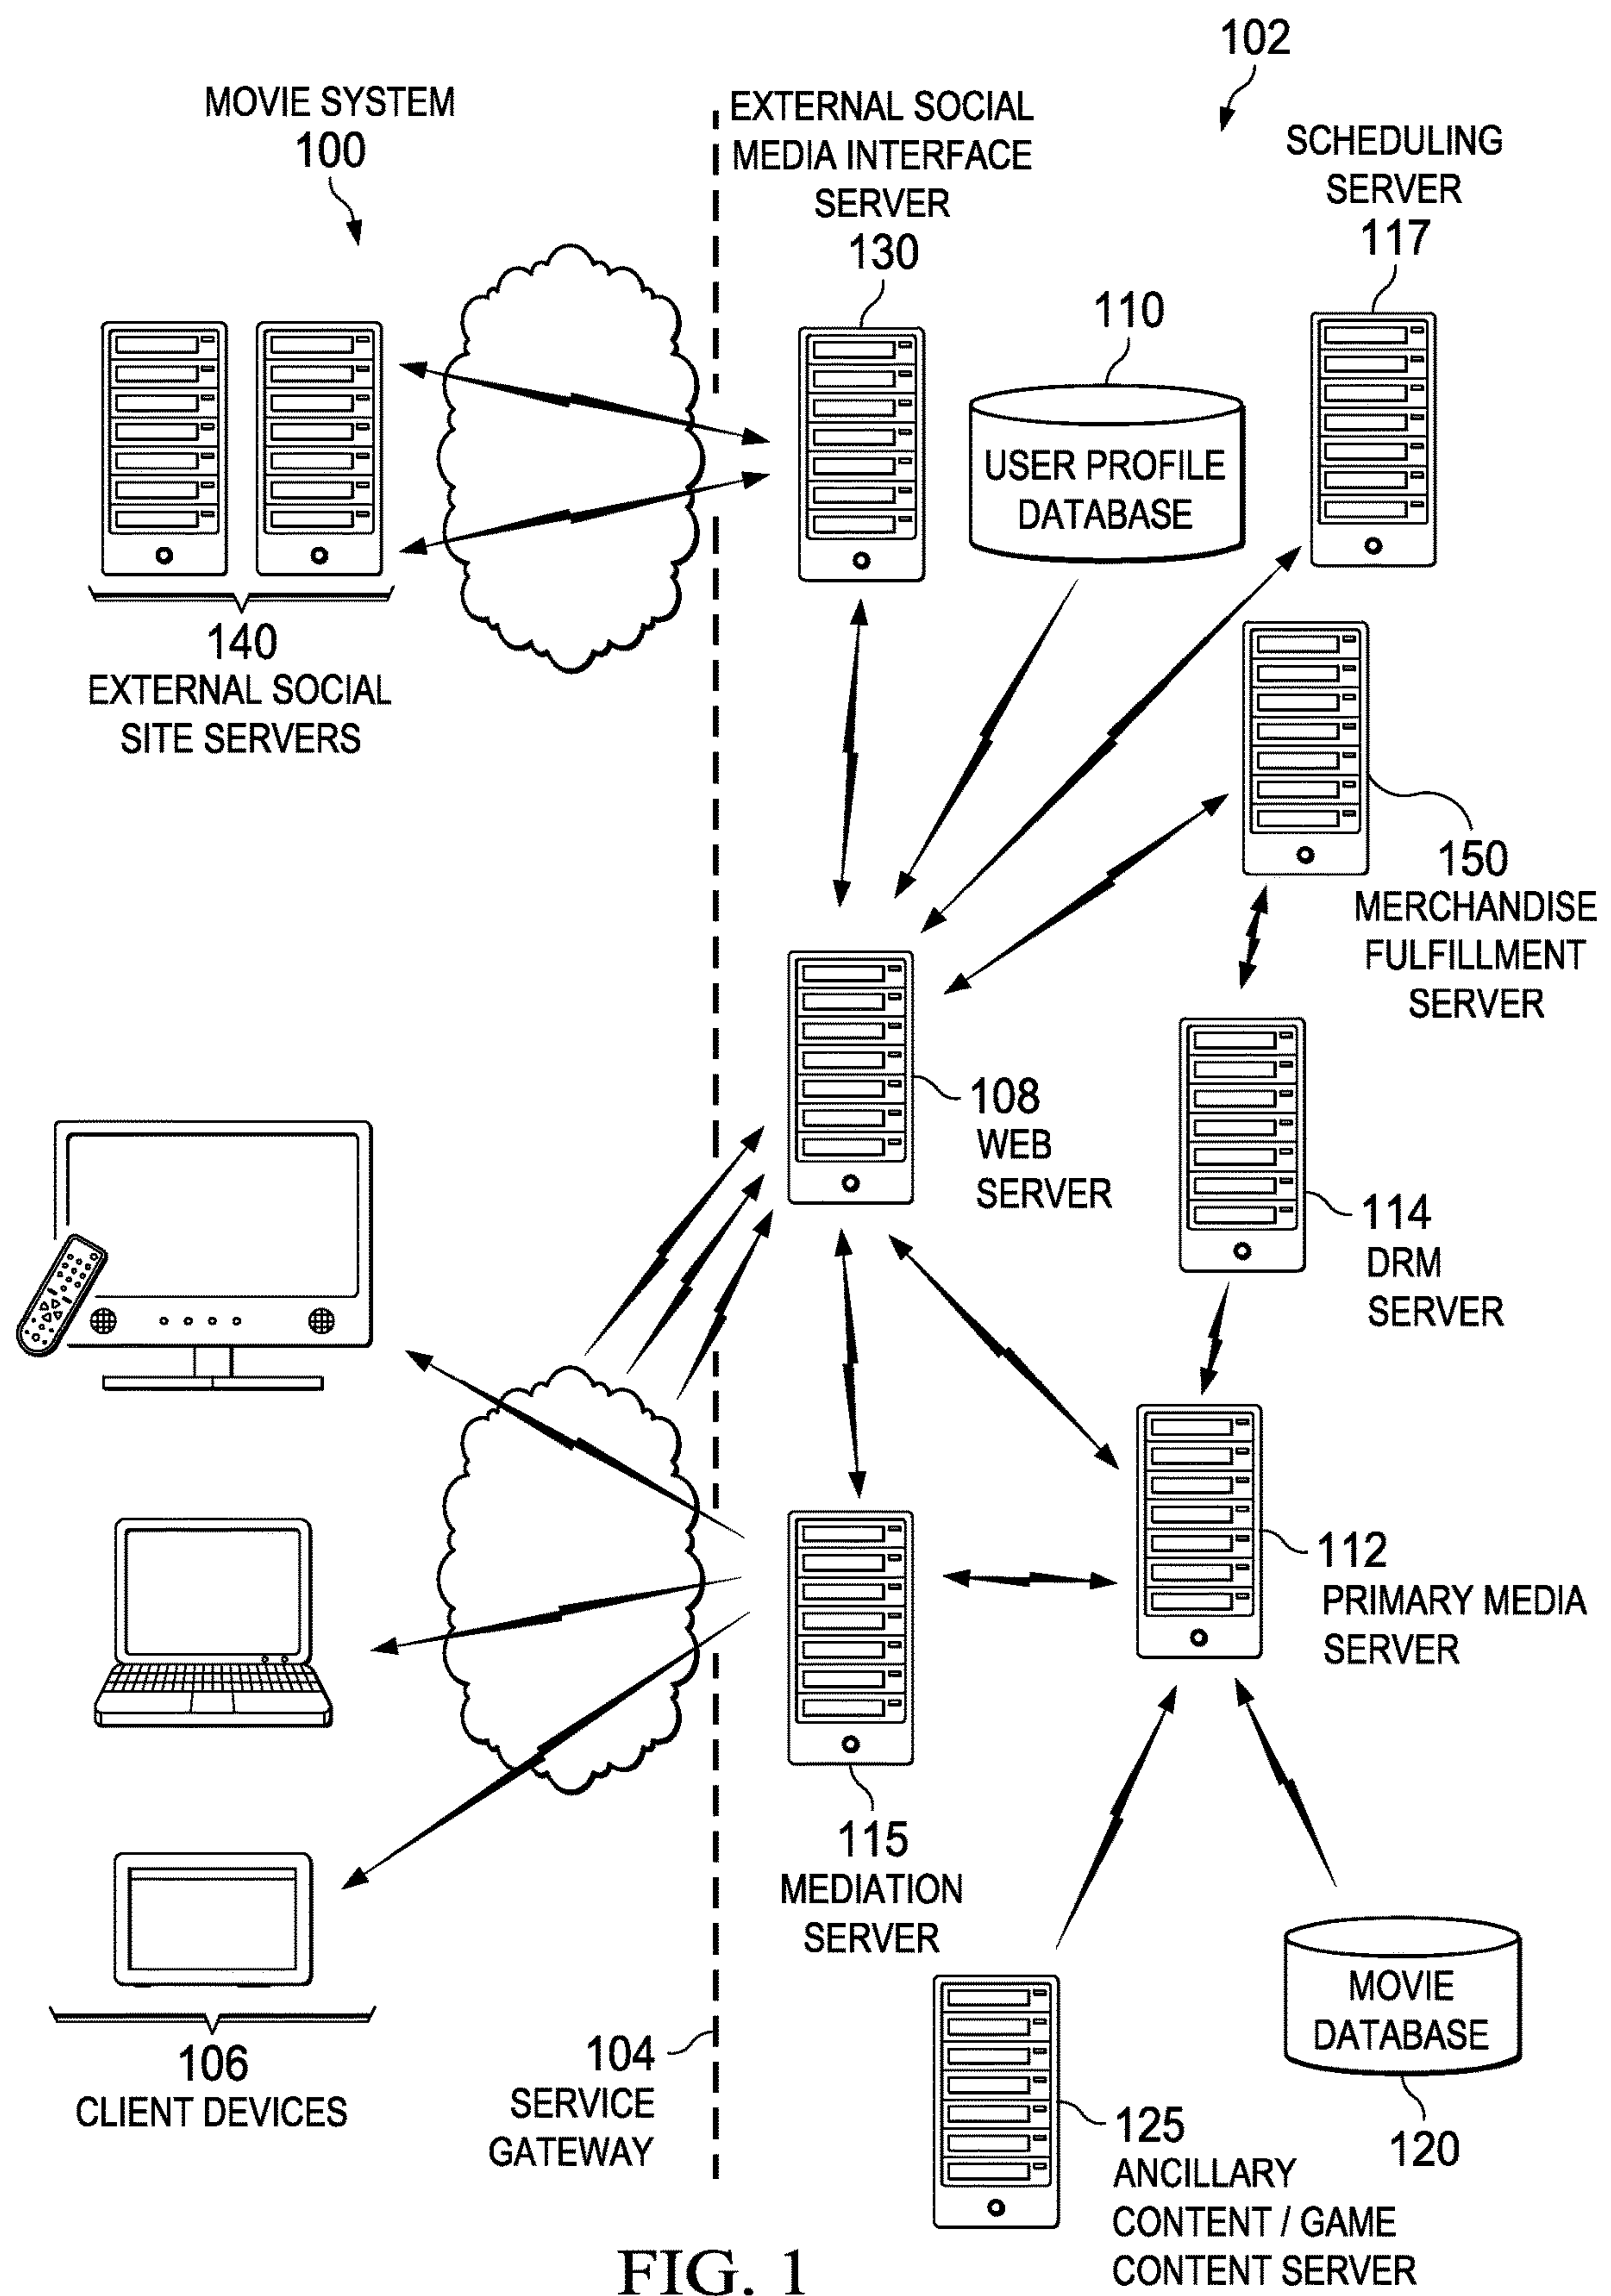 102
MOVIE SYSTEM
100
EXTERNAL SOCIAL
MEDIA INTERFACE
SERVER
130
SCHEDULING
SERVER
117
110
USER PROFILE
DATABASE
140
EXTERNAL SOCIAL
SITE SERVERS
150
MERCHANDISE
FULFILLMENT
SERVER
108
WEB
SERVER
114
DRM
SERVER
112
PRIMARY MEDIA
SERVER
115
MEDIATION
SERVER
MOVIE
DATABASE
120
106
CLIENT DEVICES
104
SERVICE
GATEWAY
125
ANCILLARY
CONTENT / GAME
CONTENT SERVER
FIG. 1